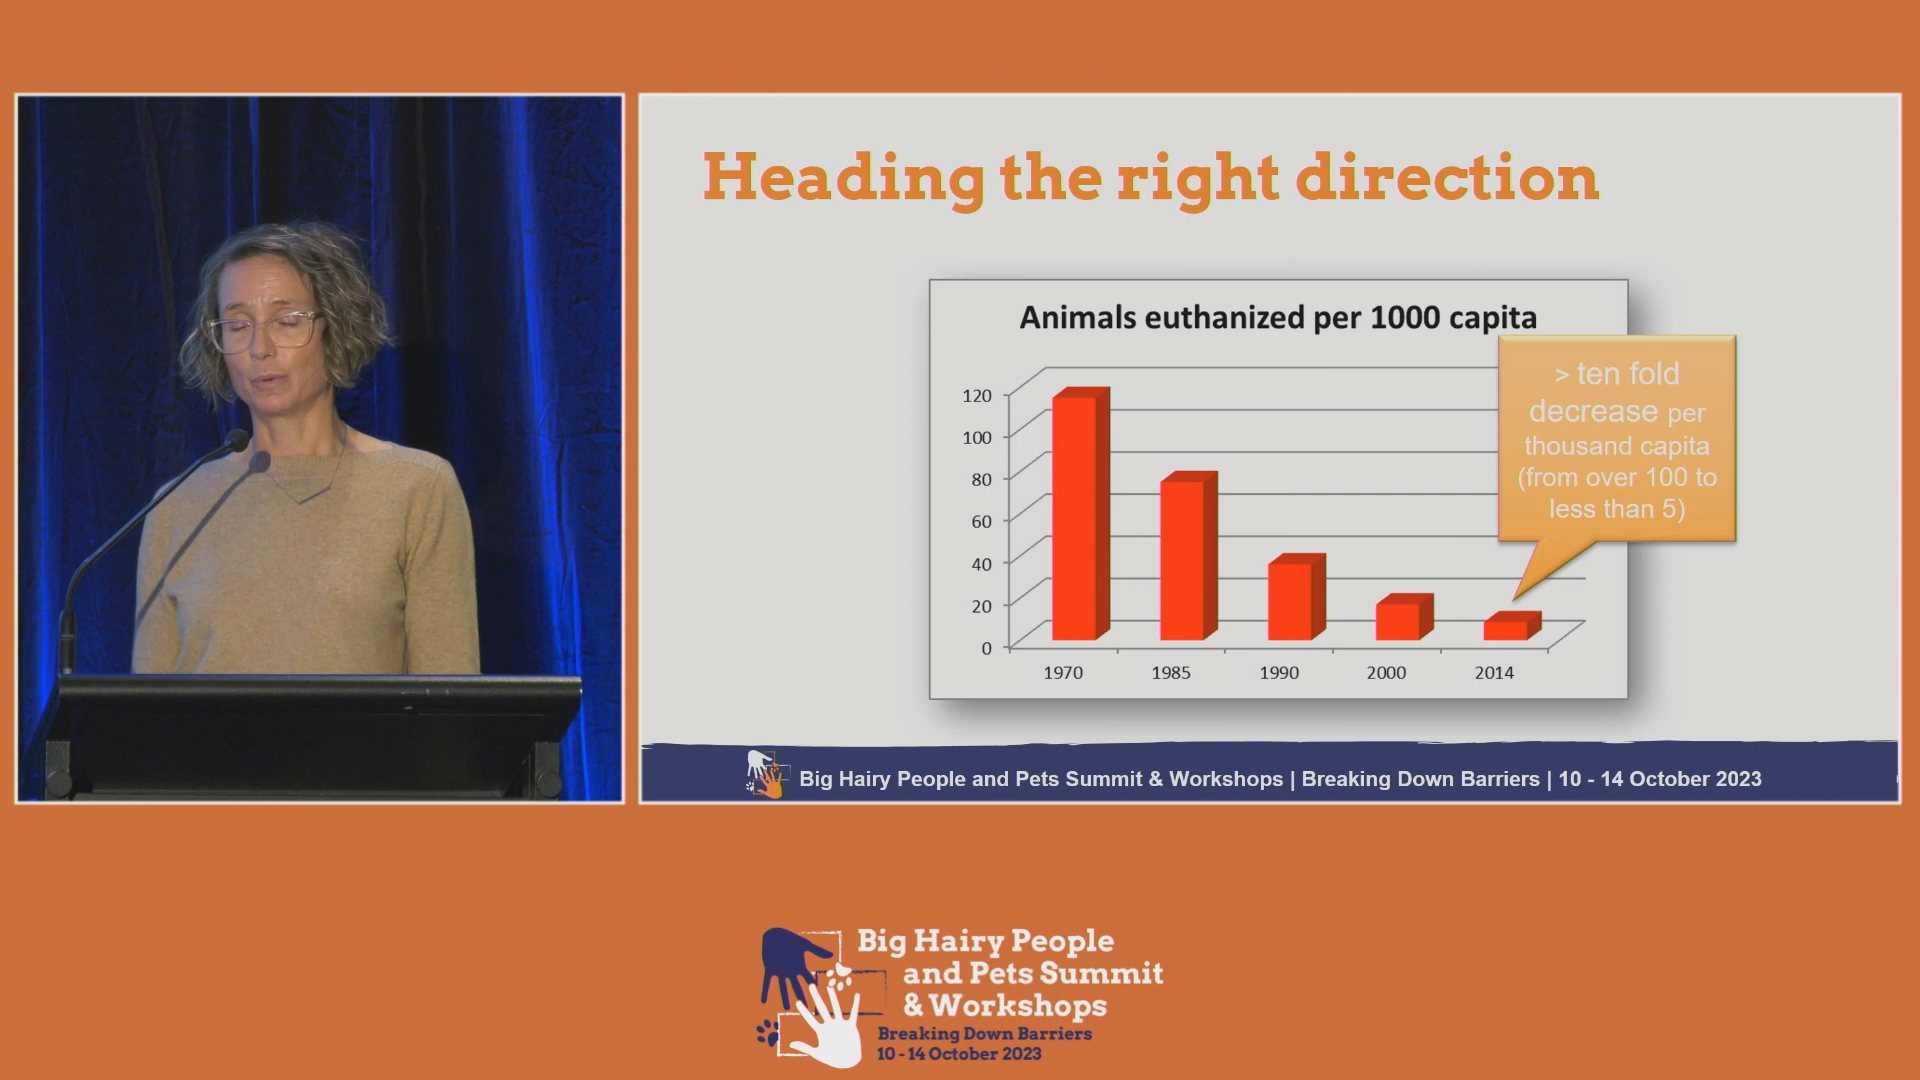 Heading the right direction
Animals euthanized per 1000 capita
> ten fold
decrease per
thousand capita
(from over 100 to
less than 5)
120
100
80
60
40
20
0
1970 1985 1990 2000 2014
Big Hairy People and Pets Summit & Workshops | Breaking Down Barriers | 10 - 14 October 2023
Big Hairy People
and Pets Summit
& Workshops
Breaking Down Barriers
10 - 14 October 2023